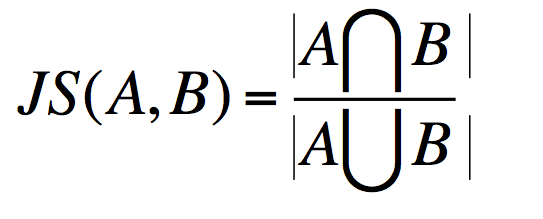 JS(A,B) = |A⋂B| / |A⋃B|